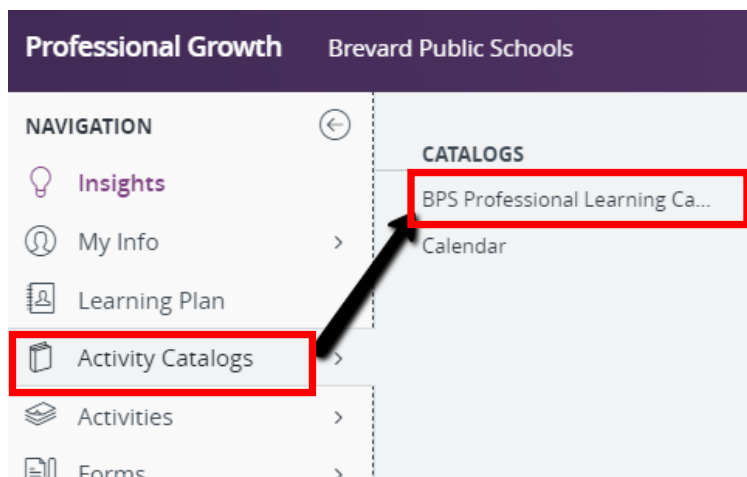 Professional Growth Brevard Public Schools
NAVIGATION
Insights
My Info
Learning Plan
Activity Catalogs
Activities
Forms
CATALOGS
BPS Professional Learning Ca...
Calendar